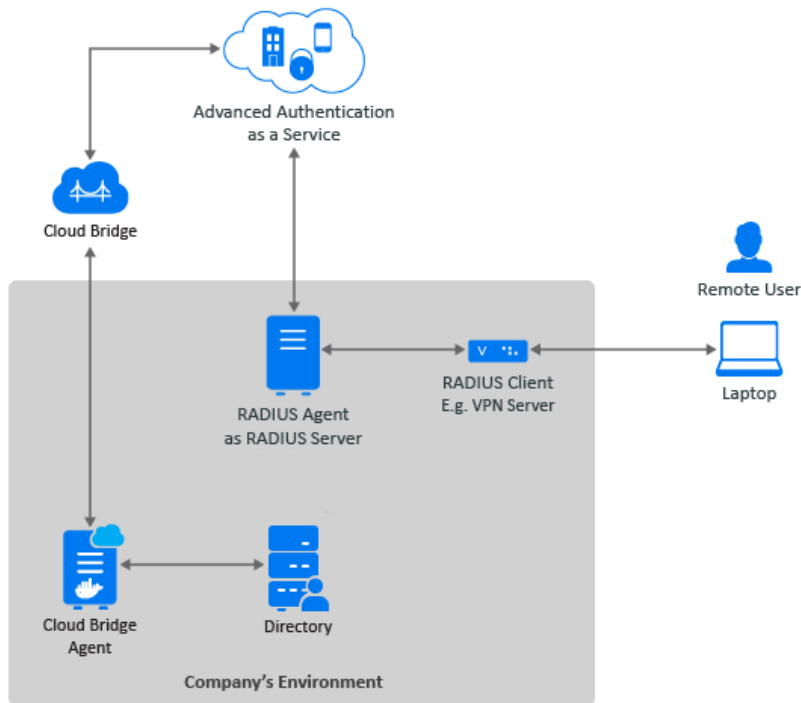 Advanced Authentication
as a Service
Cloud Bridge
Remote User
RADIUS Agent
as RADIUS Server
RADIUS Client
E.g. VPN Server
Laptop
Cloud Bridge
Agent
Directory
Company's Environment